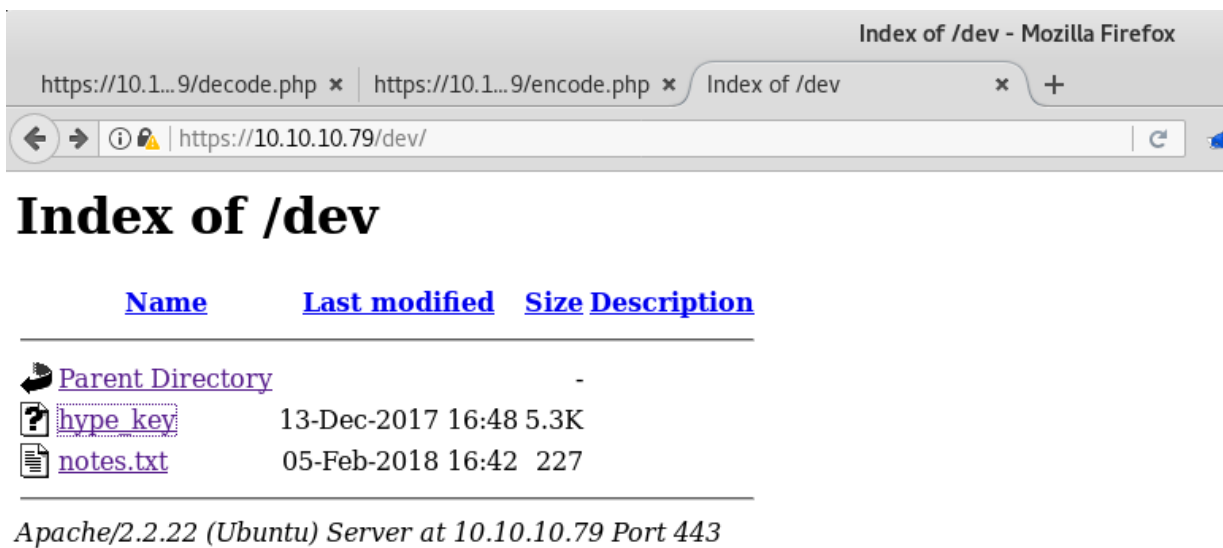 Index of /dev - Mozilla Firefox
https://10.1...9/decode.php × https://10.1...9/encode.php × Index of /dev × +
https://10.10.10.79/dev/
Index of /dev
Name Last modified Size Description
Parent Directory -
hype_key 13-Dec-2017 16:48 5.3K
notes.txt 05-Feb-2018 16:42 227
Apache/2.2.22 (Ubuntu) Server at 10.10.10.79 Port 443